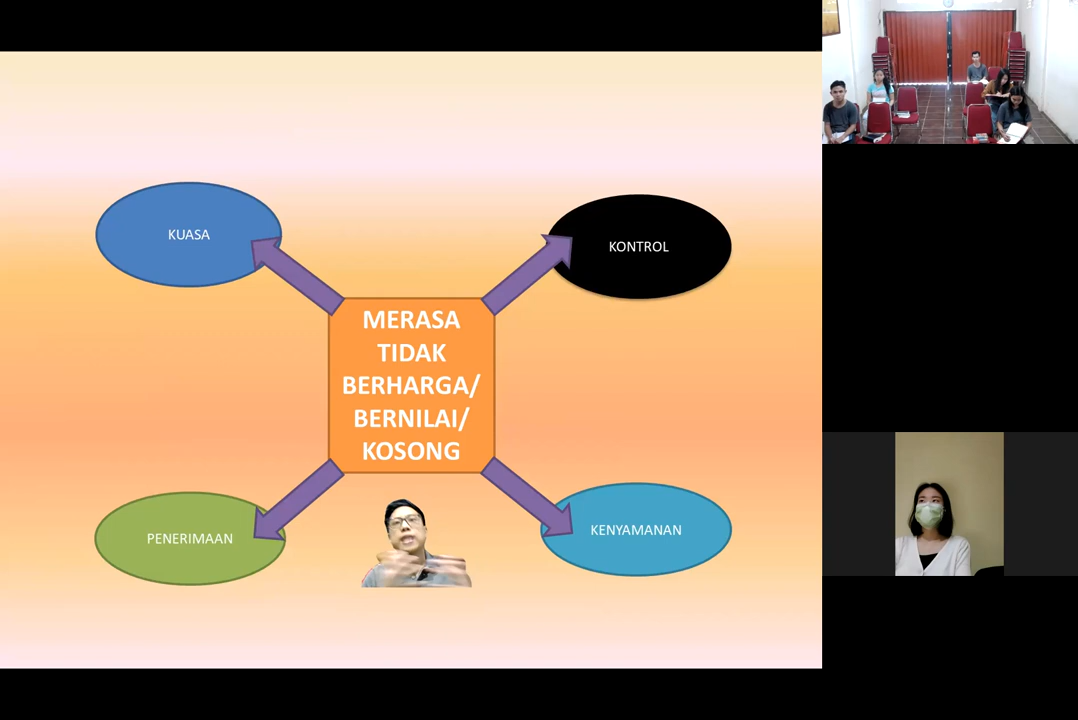 KUASA
KONTROL
MERASA
TIDAK
BERHARGA/
BERNILAI/
KOSONG
PENERIMAAN
KENYAMANAN